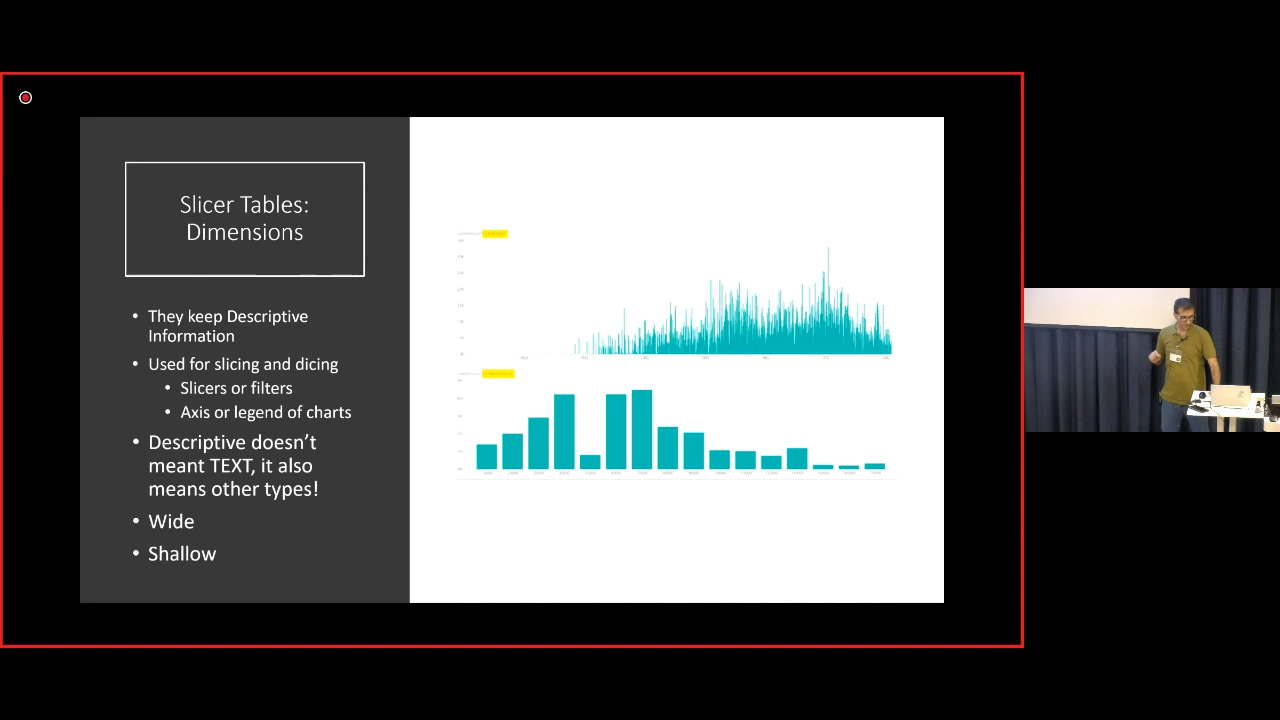 Slicer Tables:
Dimensions
• They keep Descriptive
Information
• Used for slicing and dicing
• Slicers or filters
• Axis or legend of charts
• Descriptive doesn’t
meant TEXT, it also
means other types!
• Wide
• Shallow